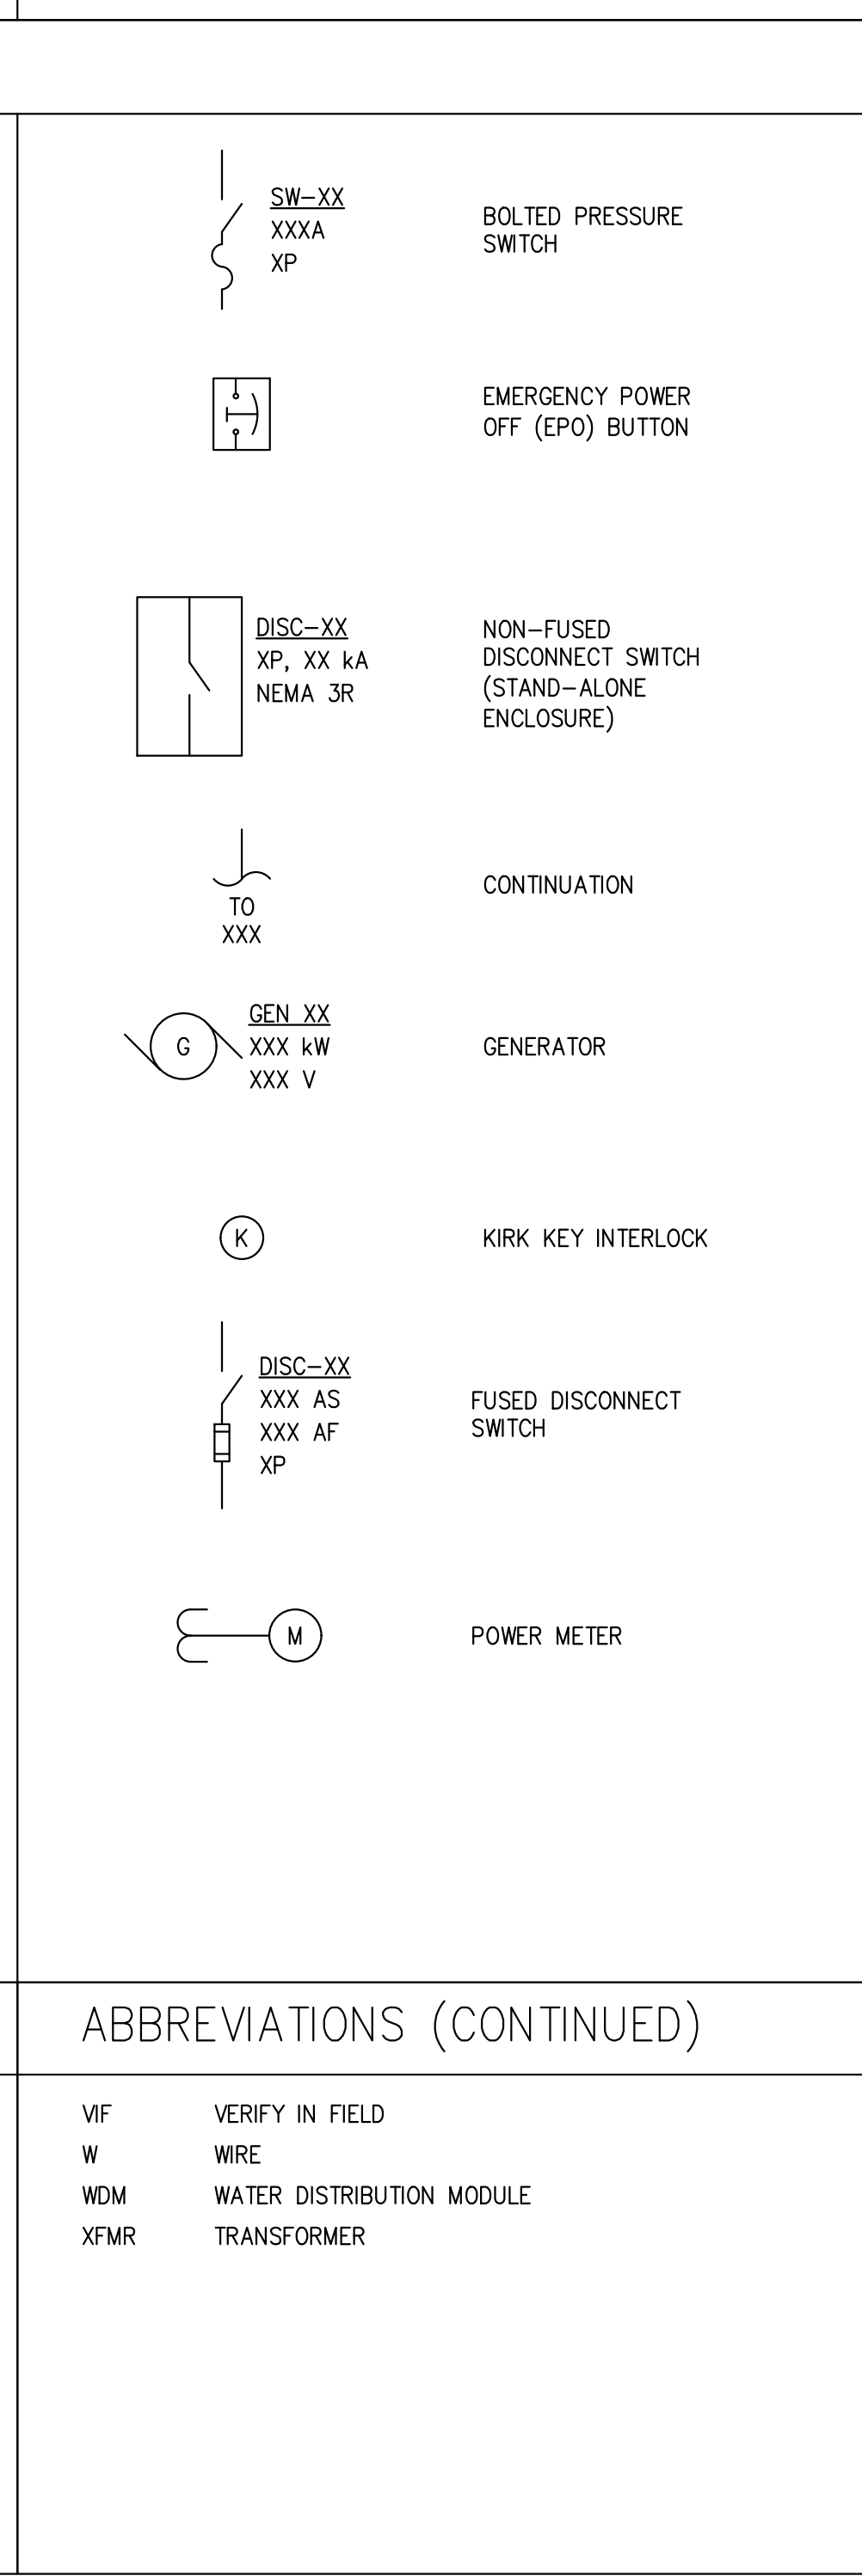 SW-XX
XXXA
XP
BOLTED PRESSURE
SWITCH
EMERGENCY POWER
OFF (EPO) BUTTON
DISC-XX
XP, XX kA
NEMA 3R
NON-FUSED
DISCONNECT SWITCH
(STAND-ALONE
ENCLOSURE)
TO
XXX
CONTINUATION
G
GEN XX
XXX kW
XXX V
GENERATOR
K
KIRK KEY INTERLOCK
DISC-XX
XXX AS
XXX AF
XP
FUSED DISCONNECT
SWITCH
M
POWER METER
ABBREVIATIONS (CONTINUED)
VIF VERIFY IN FIELD
W WIRE
WDM WATER DISTRIBUTION MODULE
XFMR TRANSFORMER